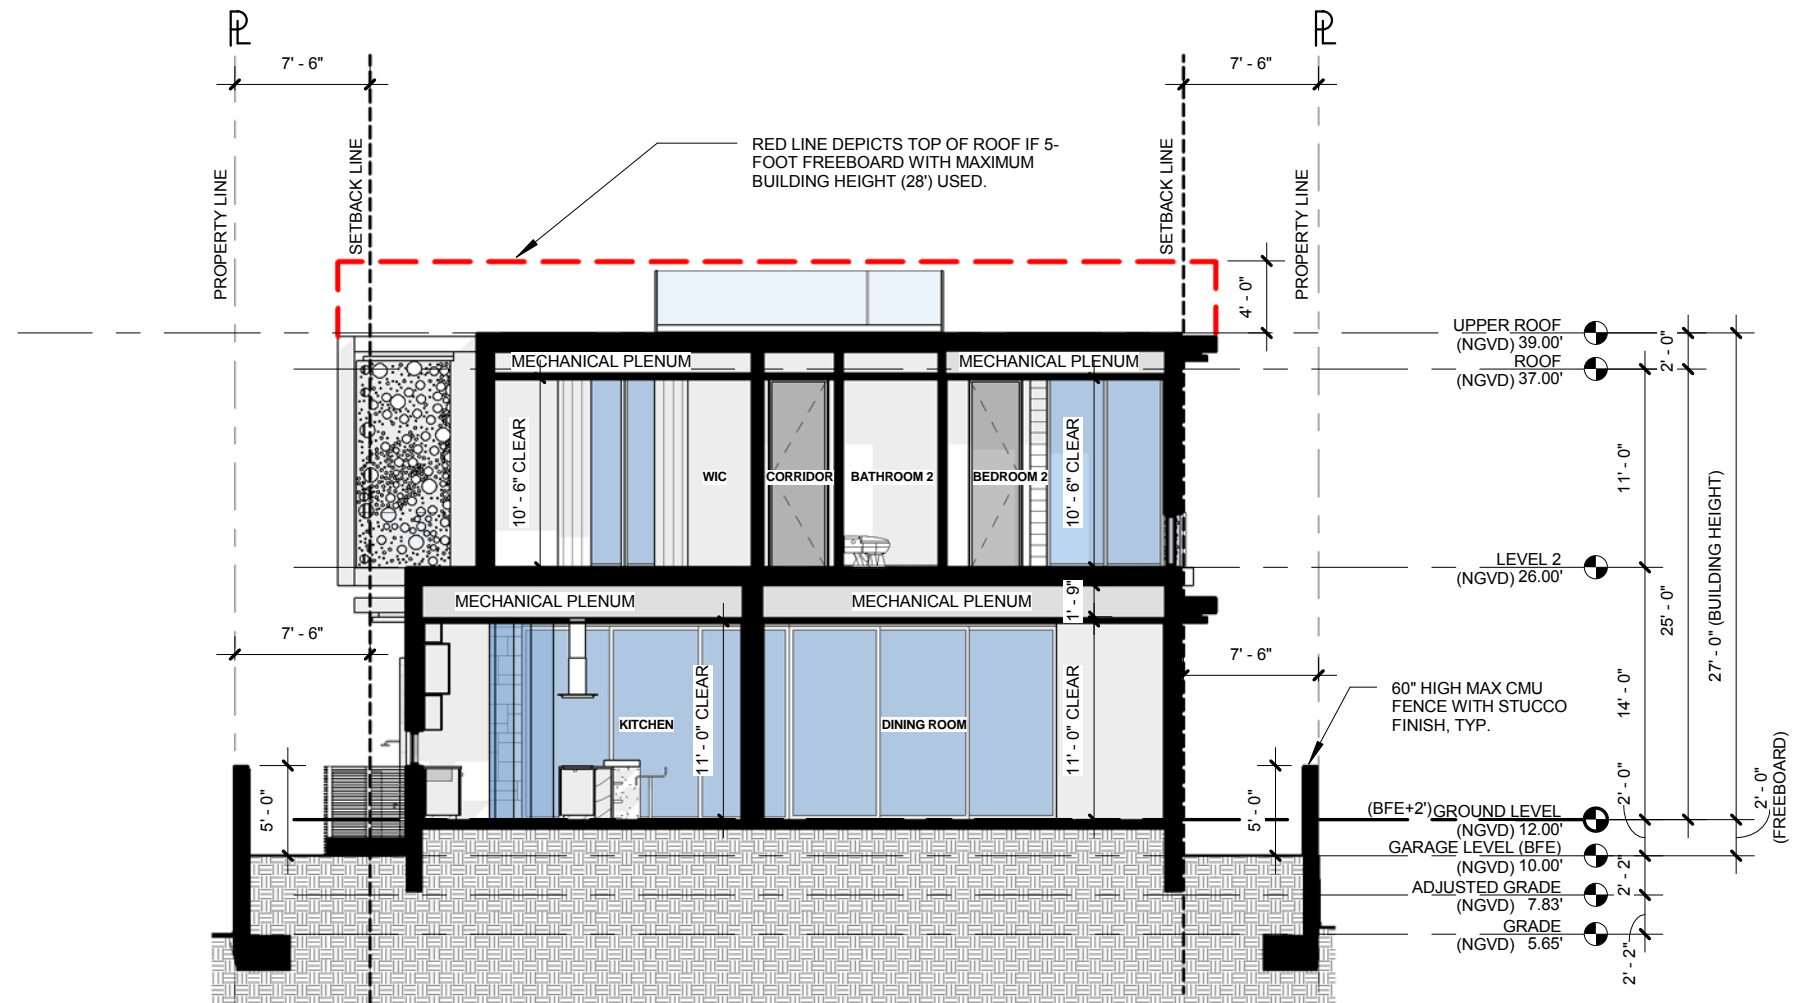 PL
PL
7' - 6"
7' - 6"
RED LINE DEPICTS TOP OF ROOF IF 5-
FOOT FREEBOARD WITH MAXIMUM
BUILDING HEIGHT (28') USED.
PROPERTY LINE
SETBACK LINE
SETBACK LINE
PROPERTY LINE
4' - 0"
UPPER ROOF
(NGVD) 39.00'
ROOF
(NGVD) 37.00'
2' - 0"
MECHANICAL PLENUM
MECHANICAL PLENUM
10' - 6" CLEAR
WIC
CORRIDOR
BATHROOM 2
BEDROOM 2
10' - 6" CLEAR
11' - 0"
27' - 0" (BUILDING HEIGHT)
LEVEL 2
(NGVD) 26.00'
MECHANICAL PLENUM
MECHANICAL PLENUM
1' - 9"
25' - 0"
7' - 6"
7' - 6"
11' - 0" CLEAR
KITCHEN
DINING ROOM
11' - 0" CLEAR
60" HIGH MAX CMU
FENCE WITH STUCCO
FINISH, TYP.
14' - 0"
5' - 0"
5' - 0"
2' - 0"
2' - 0"
(FREEBOARD)
(BFE+2') GROUND LEVEL
(NGVD) 12.00'
GARAGE LEVEL (BFE)
(NGVD) 10.00'
2' - 2"
ADJUSTED GRADE
(NGVD) 7.83'
GRADE
(NGVD) 5.65'
2' - 2"